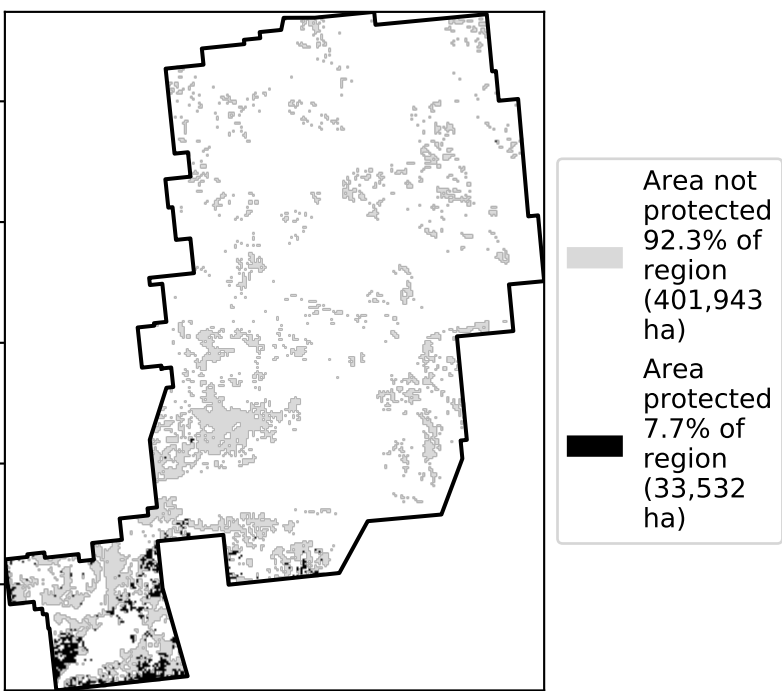 Area not
protected
92.3% of
region
(401,943
ha)
Area
protected
7.7% of
region
(33,532
ha)